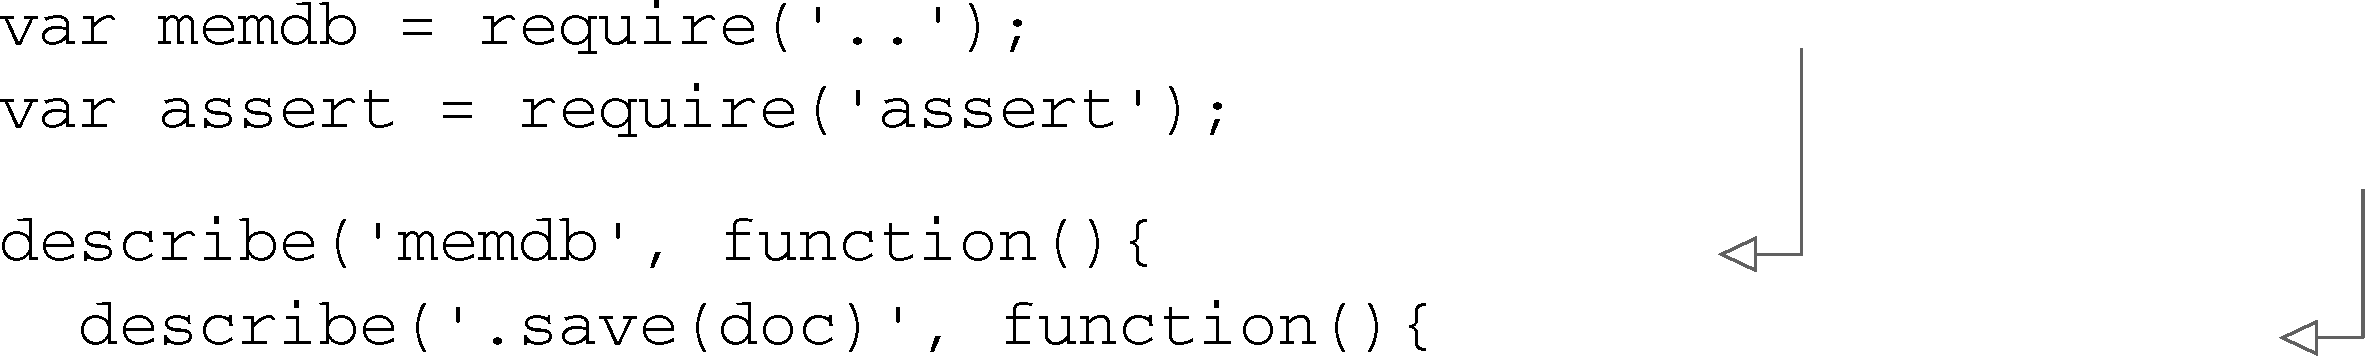 var memdb = require('..');
var assert = require('assert');
describe('memdb', function(){
  describe('.save(doc)', function(){